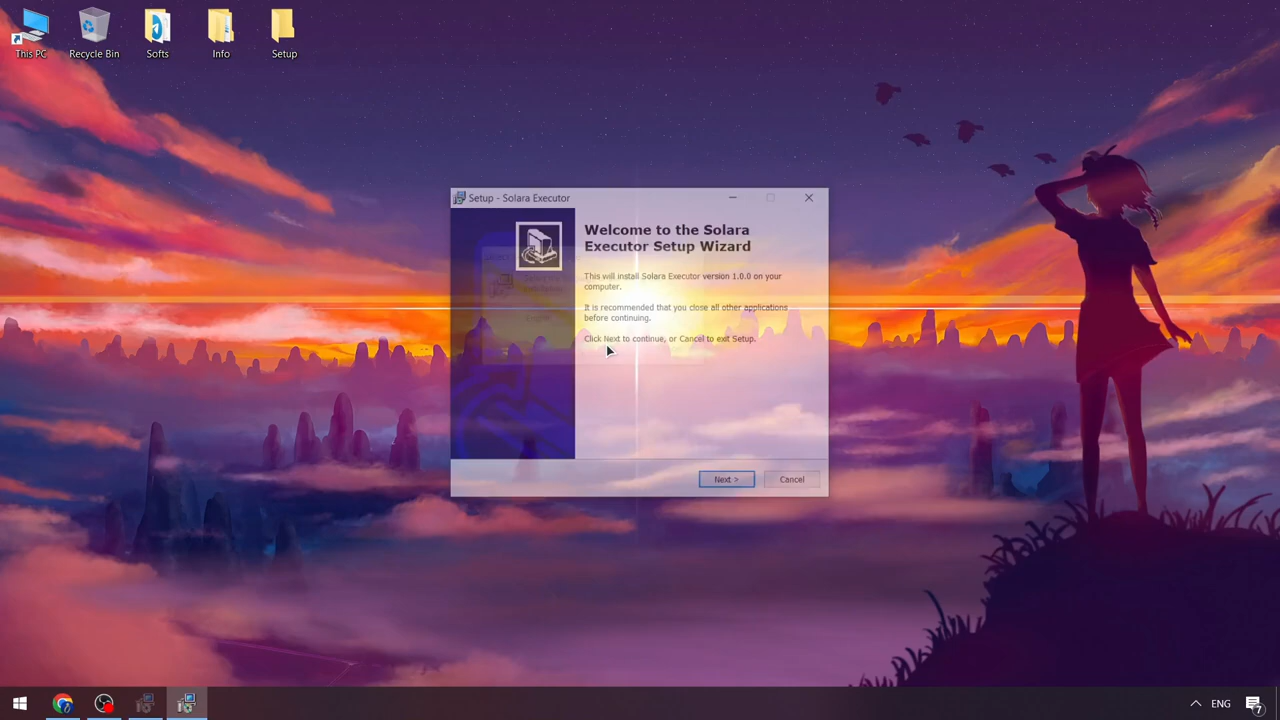 This PC
Recycle Bin
Softs
Info
Setup
Setup - Solara Executor
Welcome to the Solara
Executor Setup Wizard
This will install Solara Executor version 1.0.0 on your
computer.
It is recommended that you close all other applications
before continuing.
Click Next to continue, or Cancel to exit Setup.
Next >
Cancel
ENG
7